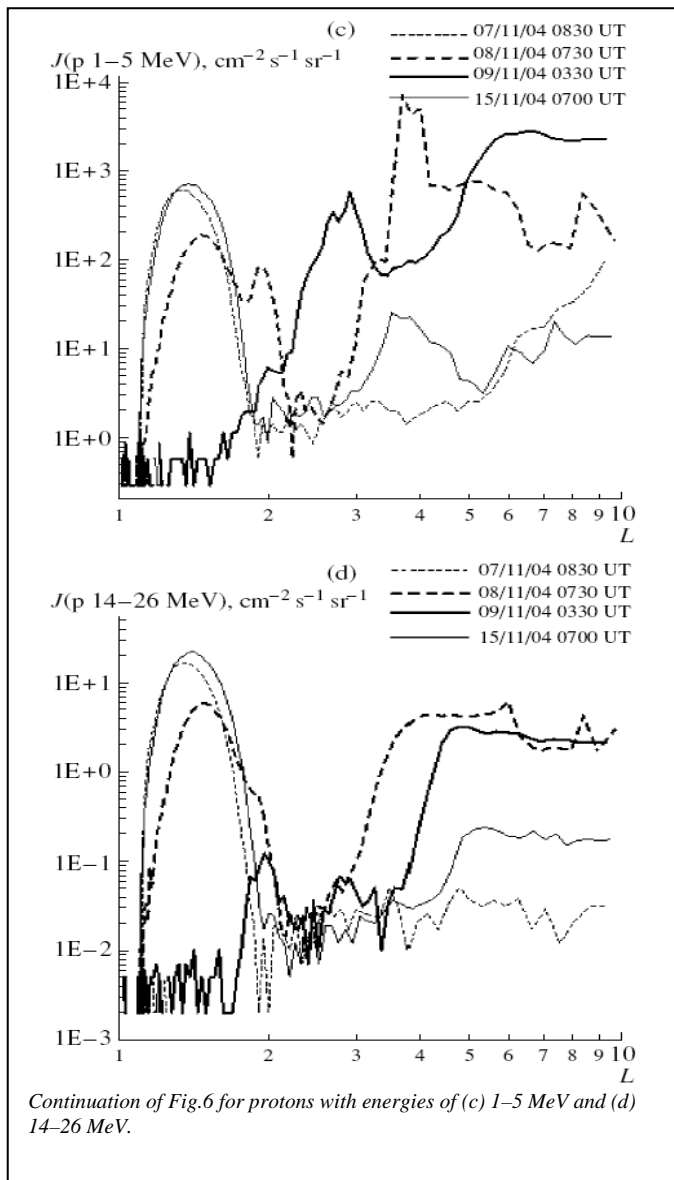 (c)
07/11/04 0830 UT
J(p 1–5 MeV), cm⁻² s⁻¹ sr⁻¹
08/11/04 0730 UT
09/11/04 0330 UT
15/11/04 0700 UT
1E+4
1E+3
1E+2
1E+1
1E+0
1 2 3 4 5 6 7 8 9 10
L
(d)
07/11/04 0830 UT
J(p 14–26 MeV), cm⁻² s⁻¹ sr⁻¹
08/11/04 0730 UT
09/11/04 0330 UT
15/11/04 0700 UT
1E+1
1E+0
1E-1
1E-2
1E-3
1 2 3 4 5 6 7 8 9 10
L
Continuation of Fig.6 for protons with energies of (c) 1–5 MeV and (d)
14–26 MeV.